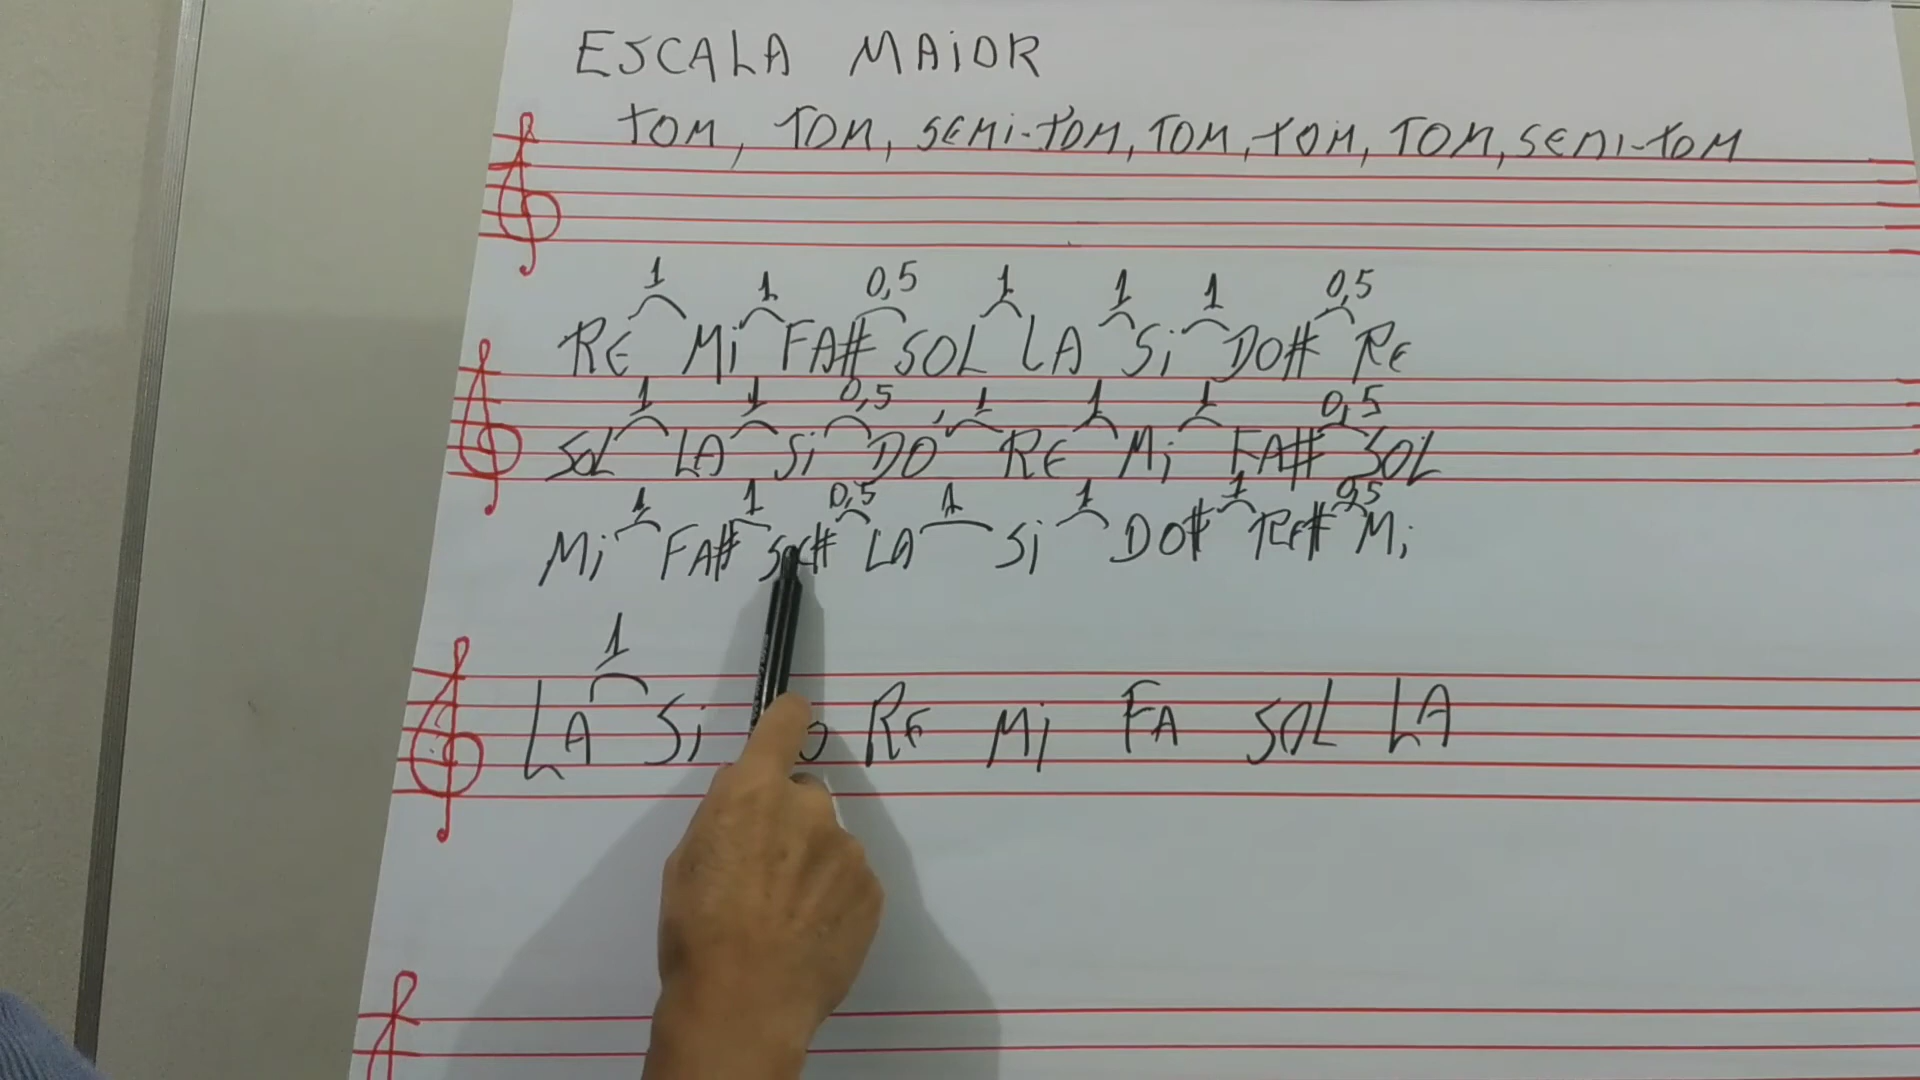 ESCALA MAIOR
TOM, TOM, SEMI-TOM, TOM, TOM, TOM, SEMI-TOM
1 1 0,5 1 1 1 0,5
RE Mi FA# SOL LA Si DO# RE
1 1 0,5 1 1 1 0,5
SOL LA Si DO RE Mi FA# SOL
1 1 0,5 1 1 1 0,5
Mi FA# SOL# LA Si DO# RE# Mi
1
LA Si RE Mi FA SOL LA